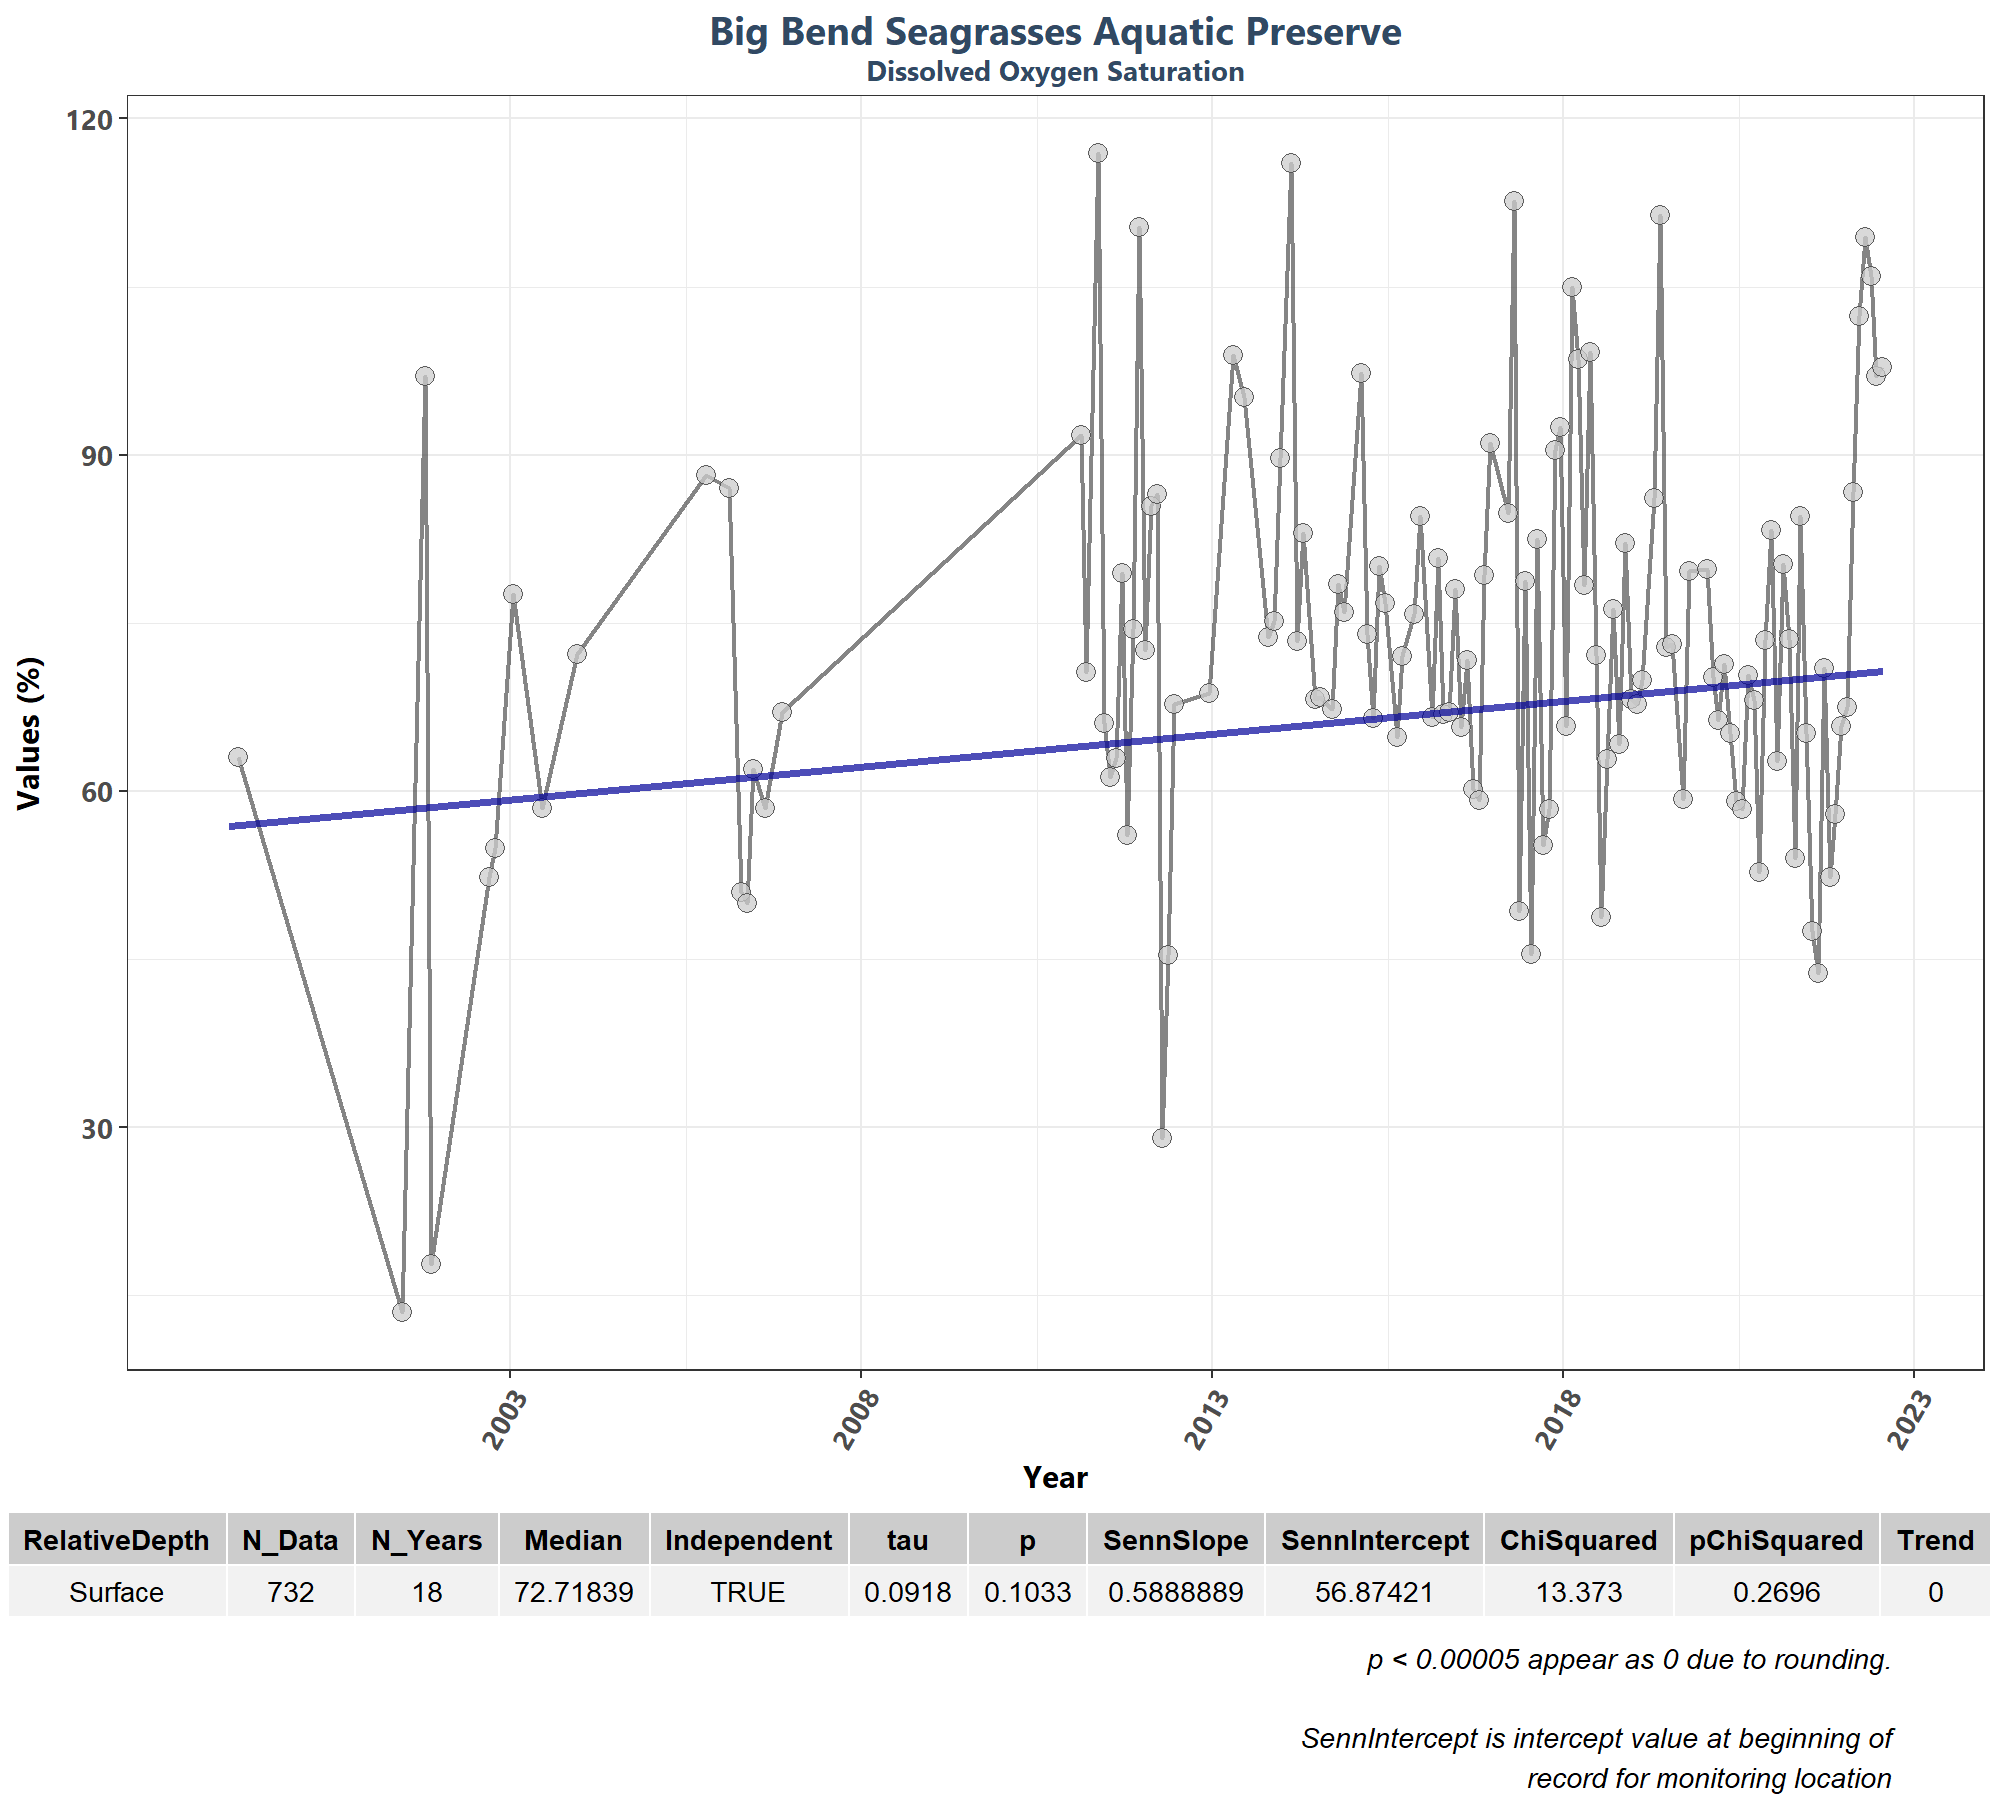 Big Bend Seagrasses Aquatic Preserve
Dissolved Oxygen Saturation
120
90
60
30
Values (%)
2003 2008 2013 2018 2023
Year
RelativeDepth N_Data N_Years Median Independent tau p SennSlope SennIntercept ChiSquared pChiSquared Trend
Surface 732 18 72.71839 TRUE 0.0918 0.1033 0.5888889 56.87421 13.373 0.2696 0
p < 0.00005 appear as 0 due to rounding.
SennIntercept is intercept value at beginning of
record for monitoring location